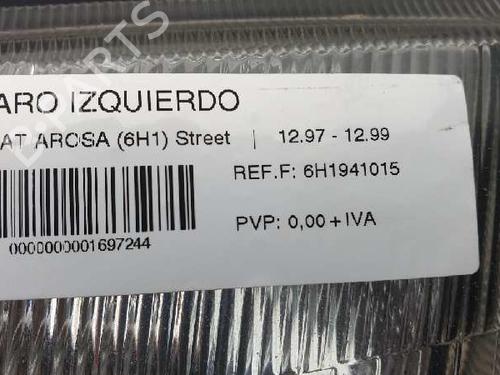 ARO IZQUIERDO
AT AROSA (6H1) Street | 12.97 - 12.99
REF.F: 6H1941015
PVP: 0,00 + IVA
0000000001697244